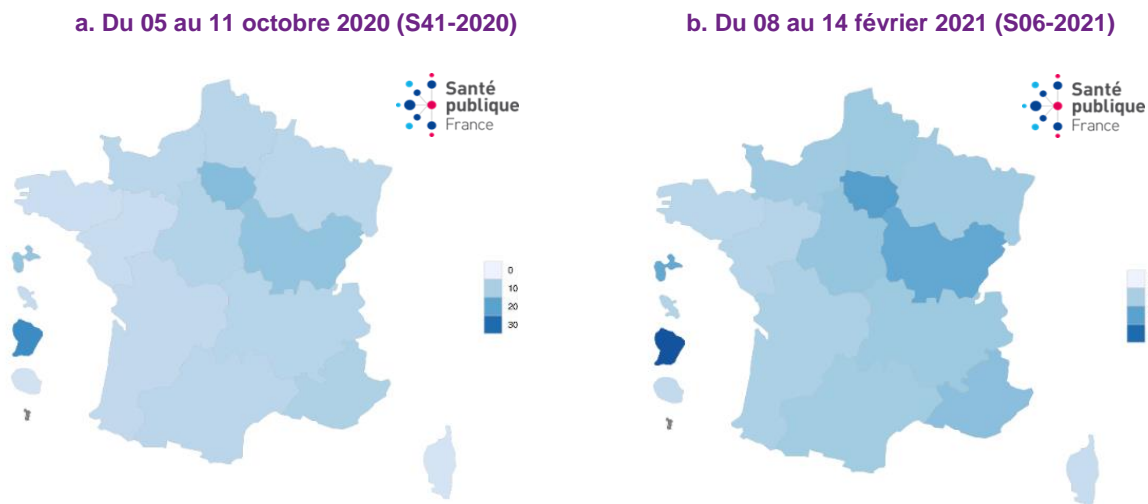 a. Du 05 au 11 octobre 2020 (S41-2020)
b. Du 08 au 14 février 2021 (S06-2021)
Santé
publique
France
Santé
publique
France
0
10
20
30